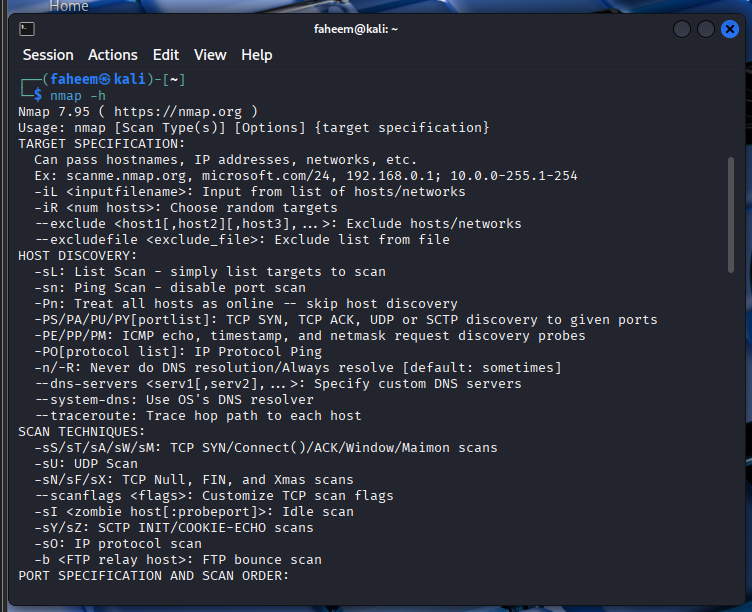 Home
faheem@kali: ~
Session Actions Edit View Help
┌──(faheem㉿kali)-[~]
└─$ nmap -h
Nmap 7.95 ( https://nmap.org )
Usage: nmap [Scan Type(s)] [Options] {target specification}
TARGET SPECIFICATION:
  Can pass hostnames, IP addresses, networks, etc.
  Ex: scanme.nmap.org, microsoft.com/24, 192.168.0.1; 10.0.0-255.1-254
  -iL <inputfilename>: Input from list of hosts/networks
  -iR <num hosts>: Choose random targets
  --exclude <host1[,host2][,host3],...>: Exclude hosts/networks
  --excludefile <exclude_file>: Exclude list from file
HOST DISCOVERY:
  -sL: List Scan - simply list targets to scan
  -sn: Ping Scan - disable port scan
  -Pn: Treat all hosts as online -- skip host discovery
  -PS/PA/PU/PY[portlist]: TCP SYN, TCP ACK, UDP or SCTP discovery to given ports
  -PE/PP/PM: ICMP echo, timestamp, and netmask request discovery probes
  -PO[protocol list]: IP Protocol Ping
  -n/-R: Never do DNS resolution/Always resolve [default: sometimes]
  --dns-servers <serv1[,serv2],...>: Specify custom DNS servers
  --system-dns: Use OS's DNS resolver
  --traceroute: Trace hop path to each host
SCAN TECHNIQUES:
  -sS/sT/sA/sW/sM: TCP SYN/Connect()/ACK/Window/Maimon scans
  -sU: UDP Scan
  -sN/sF/sX: TCP Null, FIN, and Xmas scans
  --scanflags <flags>: Customize TCP scan flags
  -sI <zombie host[:probeport]>: Idle scan
  -sY/sZ: SCTP INIT/COOKIE-ECHO scans
  -sO: IP protocol scan
  -b <FTP relay host>: FTP bounce scan
PORT SPECIFICATION AND SCAN ORDER: